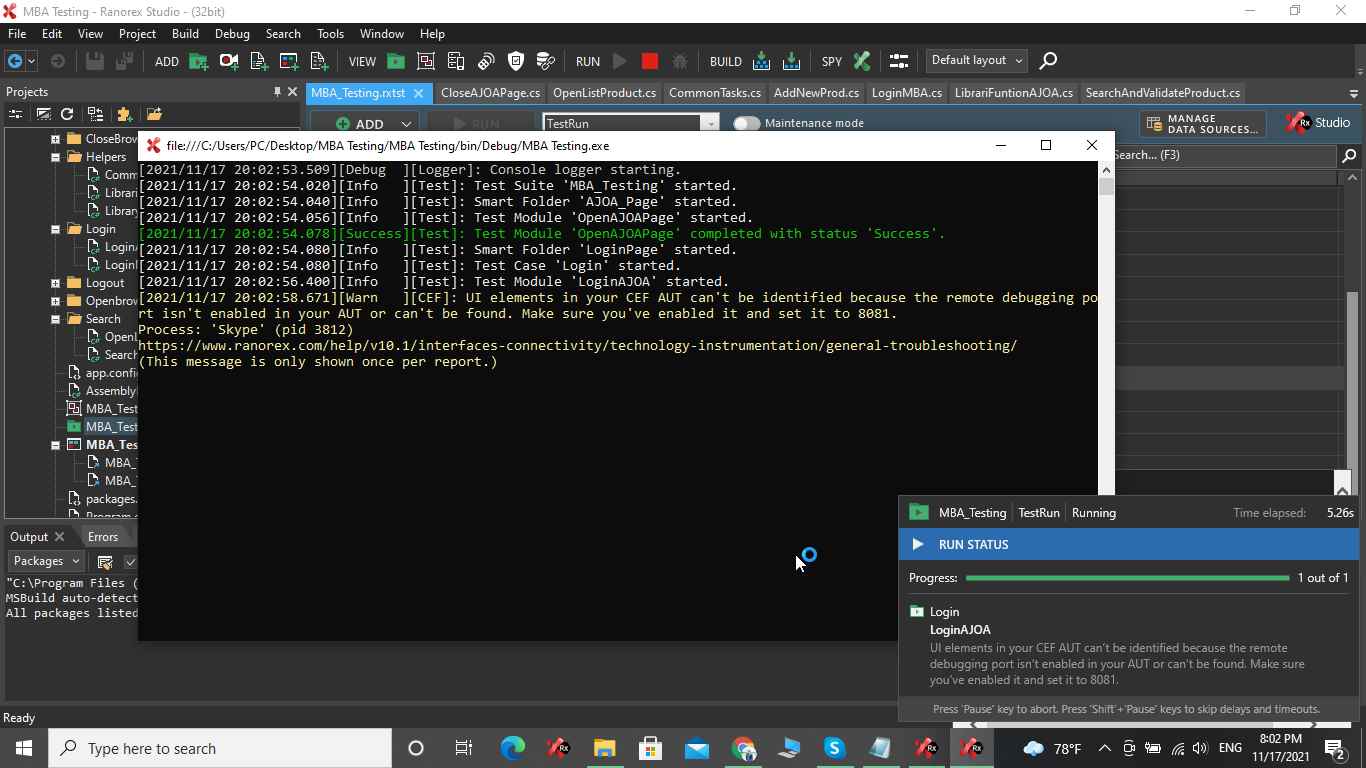 MBA Testing - Ranorex Studio - (32bit)
File Edit View Project Build Debug Search Tools Window Help
ADD VIEW RUN BUILD SPY Default layout
Projects
MBA_Testing.rxtst CloseAJOAPage.cs OpenListProduct.cs CommonTasks.cs AddNewProd.cs LoginMBA.cs LibrariFuntionAJOA.cs SearchAndValidateProduct.cs
ADD RUN TestRun Maintenance mode MANAGE DATA SOURCES... Rx Studio
CloseBrow
Helpers
Comm
Librari
Library
Login
Login
Login
Logout
Openbrow
Search
OpenL
Search
app.config
Assembly
MBA_Test
MBA_Test
MBA_Tes
MBA_
MBA_
packages.
Program.c
Search... (F3)
file:///C:/Users/PC/Desktop/MBA Testing/MBA Testing/bin/Debug/MBA Testing.exe
[2021/11/17 20:02:53.509][Debug  ][Logger]: Console logger starting.
[2021/11/17 20:02:54.020][Info   ][Test]: Test Suite 'MBA_Testing' started.
[2021/11/17 20:02:54.040][Info   ][Test]: Smart Folder 'AJOA_Page' started.
[2021/11/17 20:02:54.056][Info   ][Test]: Test Module 'OpenAJOAPage' started.
[2021/11/17 20:02:54.078][Success][Test]: Test Module 'OpenAJOAPage' completed with status 'Success'.
[2021/11/17 20:02:54.080][Info   ][Test]: Smart Folder 'LoginPage' started.
[2021/11/17 20:02:54.080][Info   ][Test]: Test Case 'Login' started.
[2021/11/17 20:02:56.400][Info   ][Test]: Test Module 'LoginAJOA' started.
[2021/11/17 20:02:58.671][Warn   ][CEF]: UI elements in your CEF AUT can't be identified because the remote debugging po
rt isn't enabled in your AUT or can't be found. Make sure you've enabled it and set it to 8081.
Process: 'Skype' (pid 3812)
https://www.ranorex.com/help/v10.1/interfaces-connectivity/technology-instrumentation/general-troubleshooting/
(This message is only shown once per report.)
Output Errors
Packages
"C:\Program Files (
MSBuild auto-detect
All packages listed
MBA_Testing TestRun Running Time elapsed: 5.26s
RUN STATUS
Progress: 1 out of 1
Login
LoginAJOA
UI elements in your CEF AUT can't be identified because the remote
debugging port isn't enabled in your AUT or can't be found. Make sure
you've enabled it and set it to 8081.
Press 'Pause' key to abort. Press 'Shift'+'Pause' keys to skip delays and timeouts.
Ready
Type here to search
78°F ENG 8:02 PM
11/17/2021
2